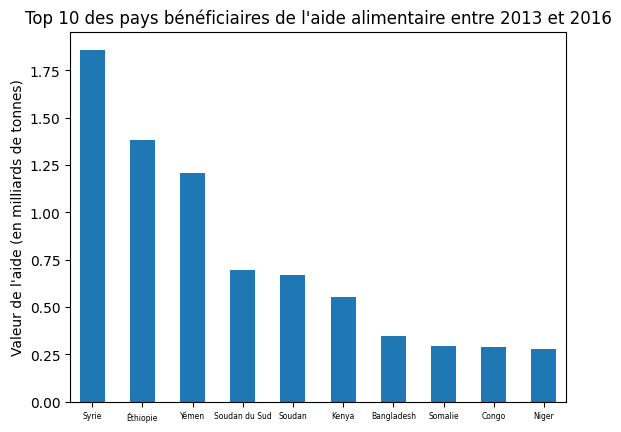 Top 10 des pays bénéficiaires de l'aide alimentaire entre 2013 et 2016
Valeur de l'aide (en milliards de tonnes)
1.75
1.50
1.25
1.00
0.75
0.50
0.25
0.00
Syrie Éthiopie Yémen Soudan du Sud Soudan Kenya Bangladesh Somalie Congo Niger